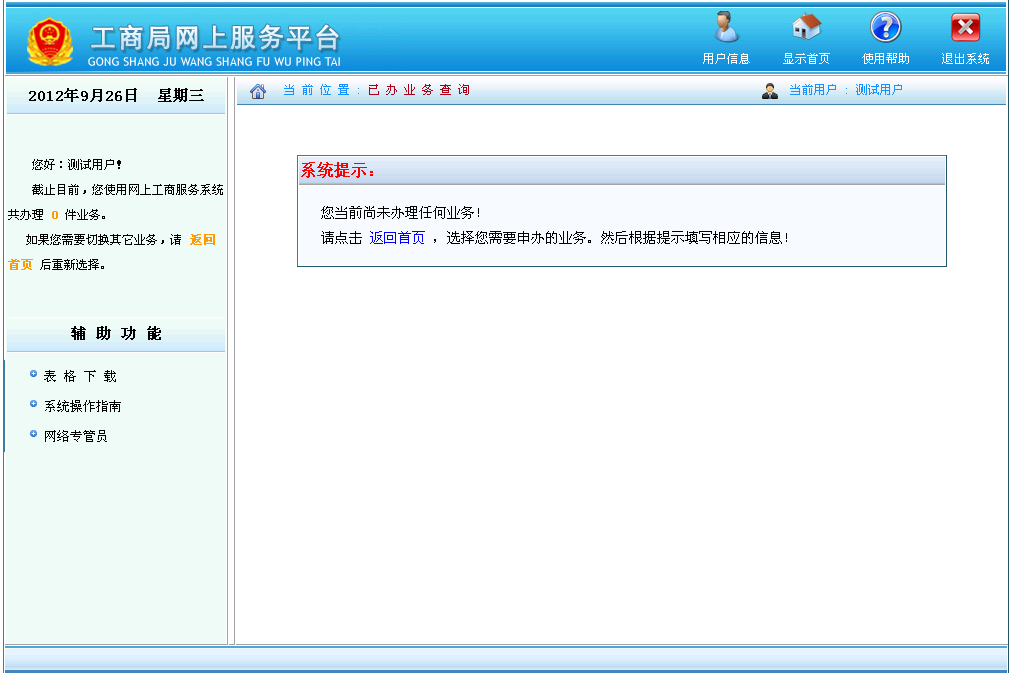 工商局网上服务平台
GONG SHANG JU WANG SHANG FU WU PING TAI
用户信息
显示首页
使用帮助
退出系统
2012年9月26日 星期三
当前位置:已办业务查询
当前用户 : 测试用户
您好:测试用户!
截止目前,您使用网上工商服务系统
共办理 0 件业务。
如果您需要切换其它业务,请 返回
首页 后重新选择。
辅助功能
表格下载
系统操作指南
网络专管员
系统提示:
您当前尚未办理任何业务!
请点击 返回首页 ,选择您需要申办的业务。然后根据提示填写相应的信息!